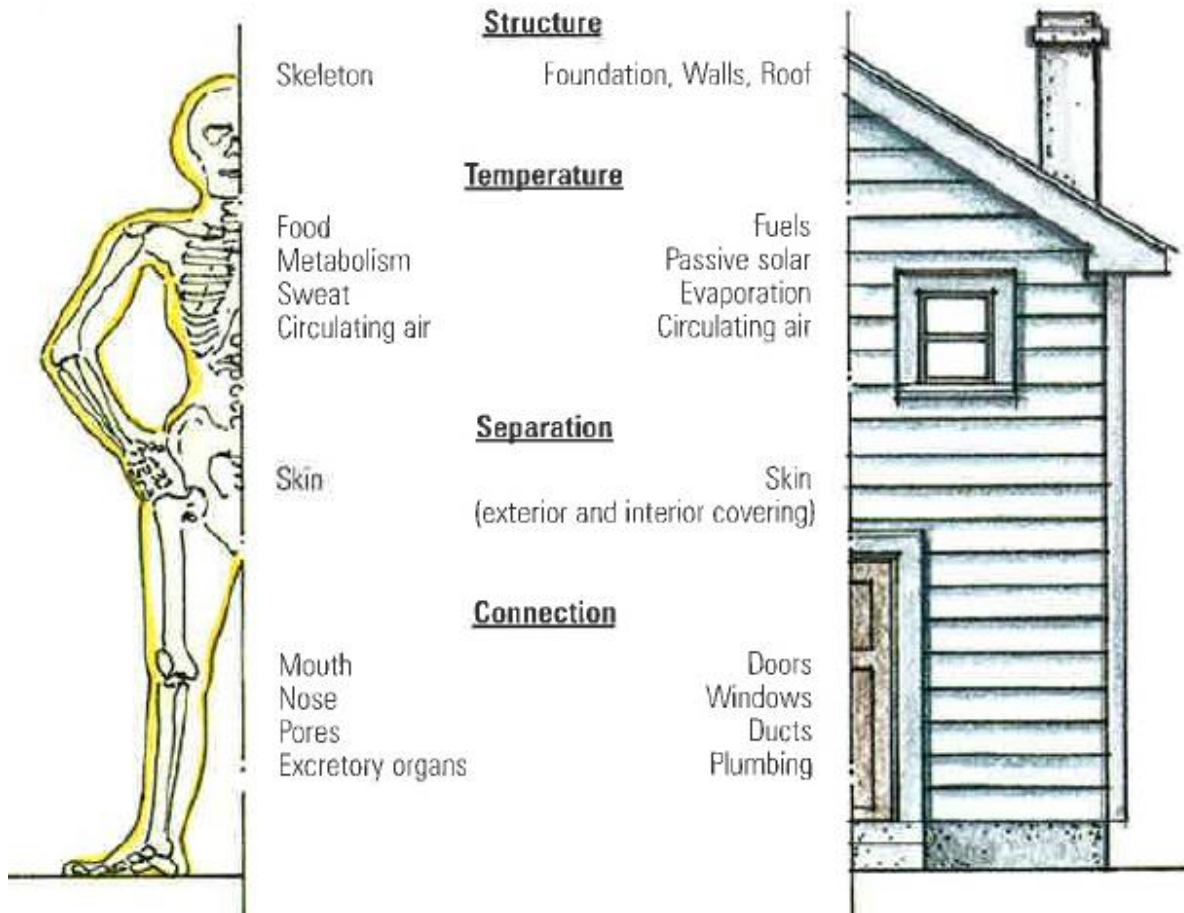 Structure
Skeleton Foundation, Walls, Roof
Temperature
Food Fuels
Metabolism Passive solar
Sweat Evaporation
Circulating air Circulating air
Separation
Skin Skin
(exterior and interior covering)
Connection
Mouth Doors
Nose Windows
Pores Ducts
Excretory organs Plumbing